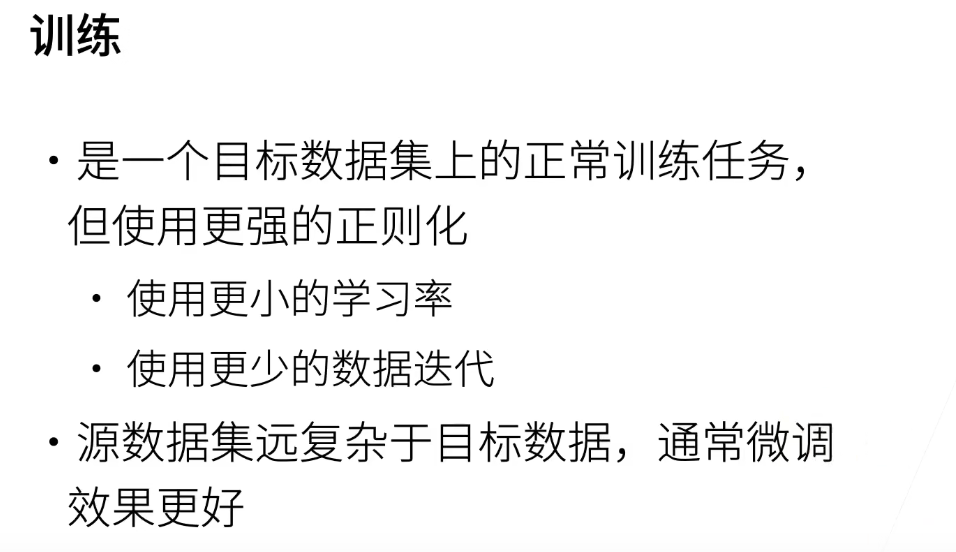 训练
• 是一个目标数据集上的正常训练任务，
但使用更强的正则化
• 使用更小的学习率
• 使用更少的数据迭代
• 源数据集远复杂于目标数据，通常微调
效果更好